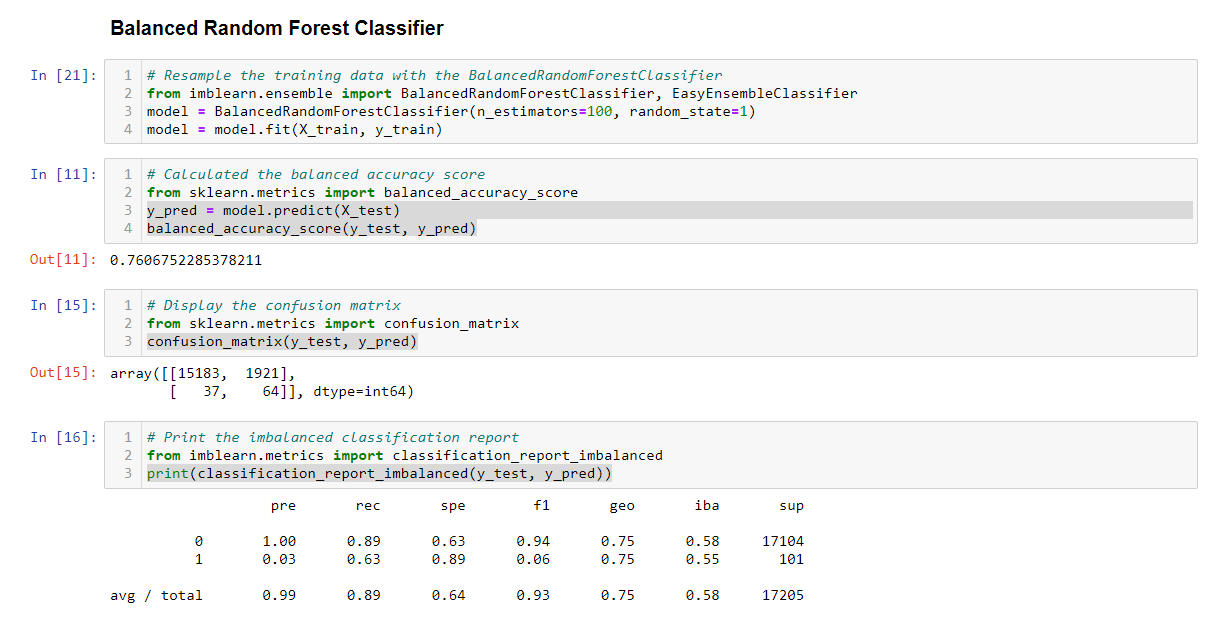 Balanced Random Forest Classifier
In [21]:
1 # Resample the training data with the BalancedRandomForestClassifier
2 from imblearn.ensemble import BalancedRandomForestClassifier, EasyEnsembleClassifier
3 model = BalancedRandomForestClassifier(n_estimators=100, random_state=1)
4 model = model.fit(X_train, y_train)
In [11]:
1 # Calculated the balanced accuracy score
2 from sklearn.metrics import balanced_accuracy_score
3 y_pred = model.predict(X_test)
4 balanced_accuracy_score(y_test, y_pred)
Out[11]: 0.7606752285378211
In [15]:
1 # Display the confusion matrix
2 from sklearn.metrics import confusion_matrix
3 confusion_matrix(y_test, y_pred)
Out[15]: array([[15183, 1921],
[ 37, 64]], dtype=int64)
In [16]:
1 # Print the imbalanced classification report
2 from imblearn.metrics import classification_report_imbalanced
3 print(classification_report_imbalanced(y_test, y_pred))
pre rec spe f1 geo iba sup
0 1.00 0.89 0.63 0.94 0.75 0.58 17104
1 0.03 0.63 0.89 0.06 0.75 0.55 101
avg / total 0.99 0.89 0.64 0.93 0.75 0.58 17205